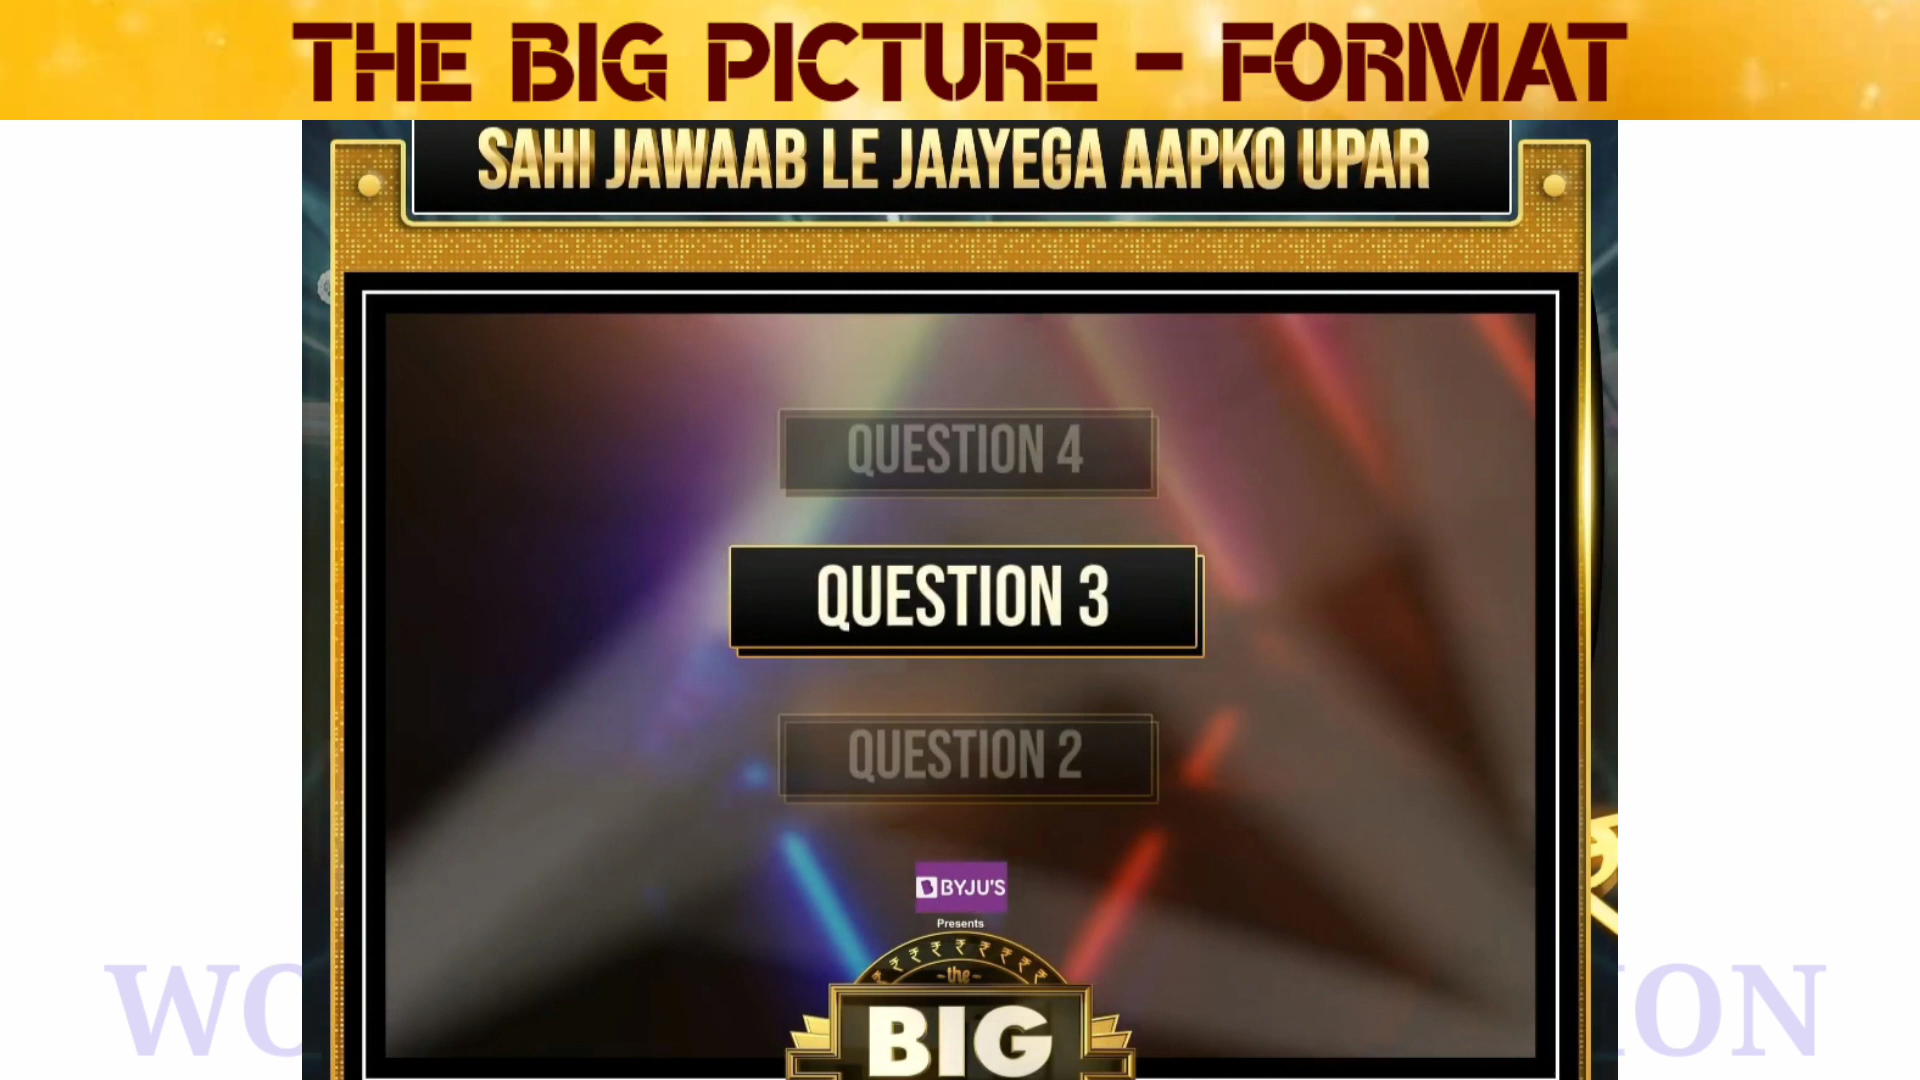 THE BIG PICTURE - FORMAT
SAHI JAWAAB LE JAAYEGA AAPKO UPAR
QUESTION 4
QUESTION 3
QUESTION 2
BYJU'S
Presents
₹ ₹ ₹ ₹ ₹ ₹ ₹ ₹
-the-
BIG